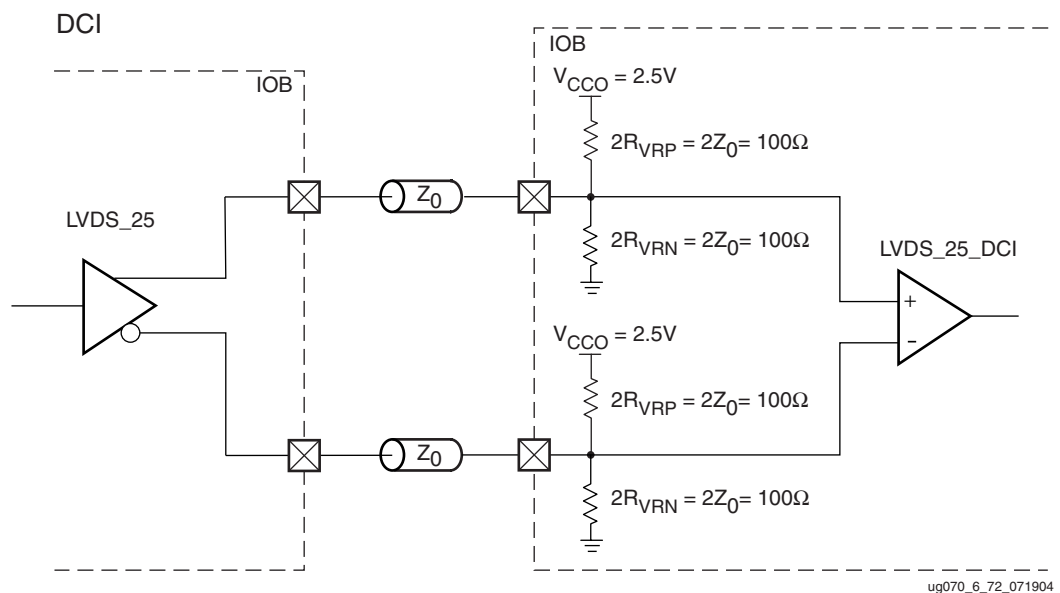 DCI
IOB
IOB
VCCO = 2.5V
2RVRP = 2Z0= 100Ω
Z0
LVDS_25
2RVRN = 2Z0= 100Ω
LVDS_25_DCI
+
-
VCCO = 2.5V
2RVRP = 2Z0= 100Ω
Z0
2RVRN = 2Z0= 100Ω
ug070_6_72_071904